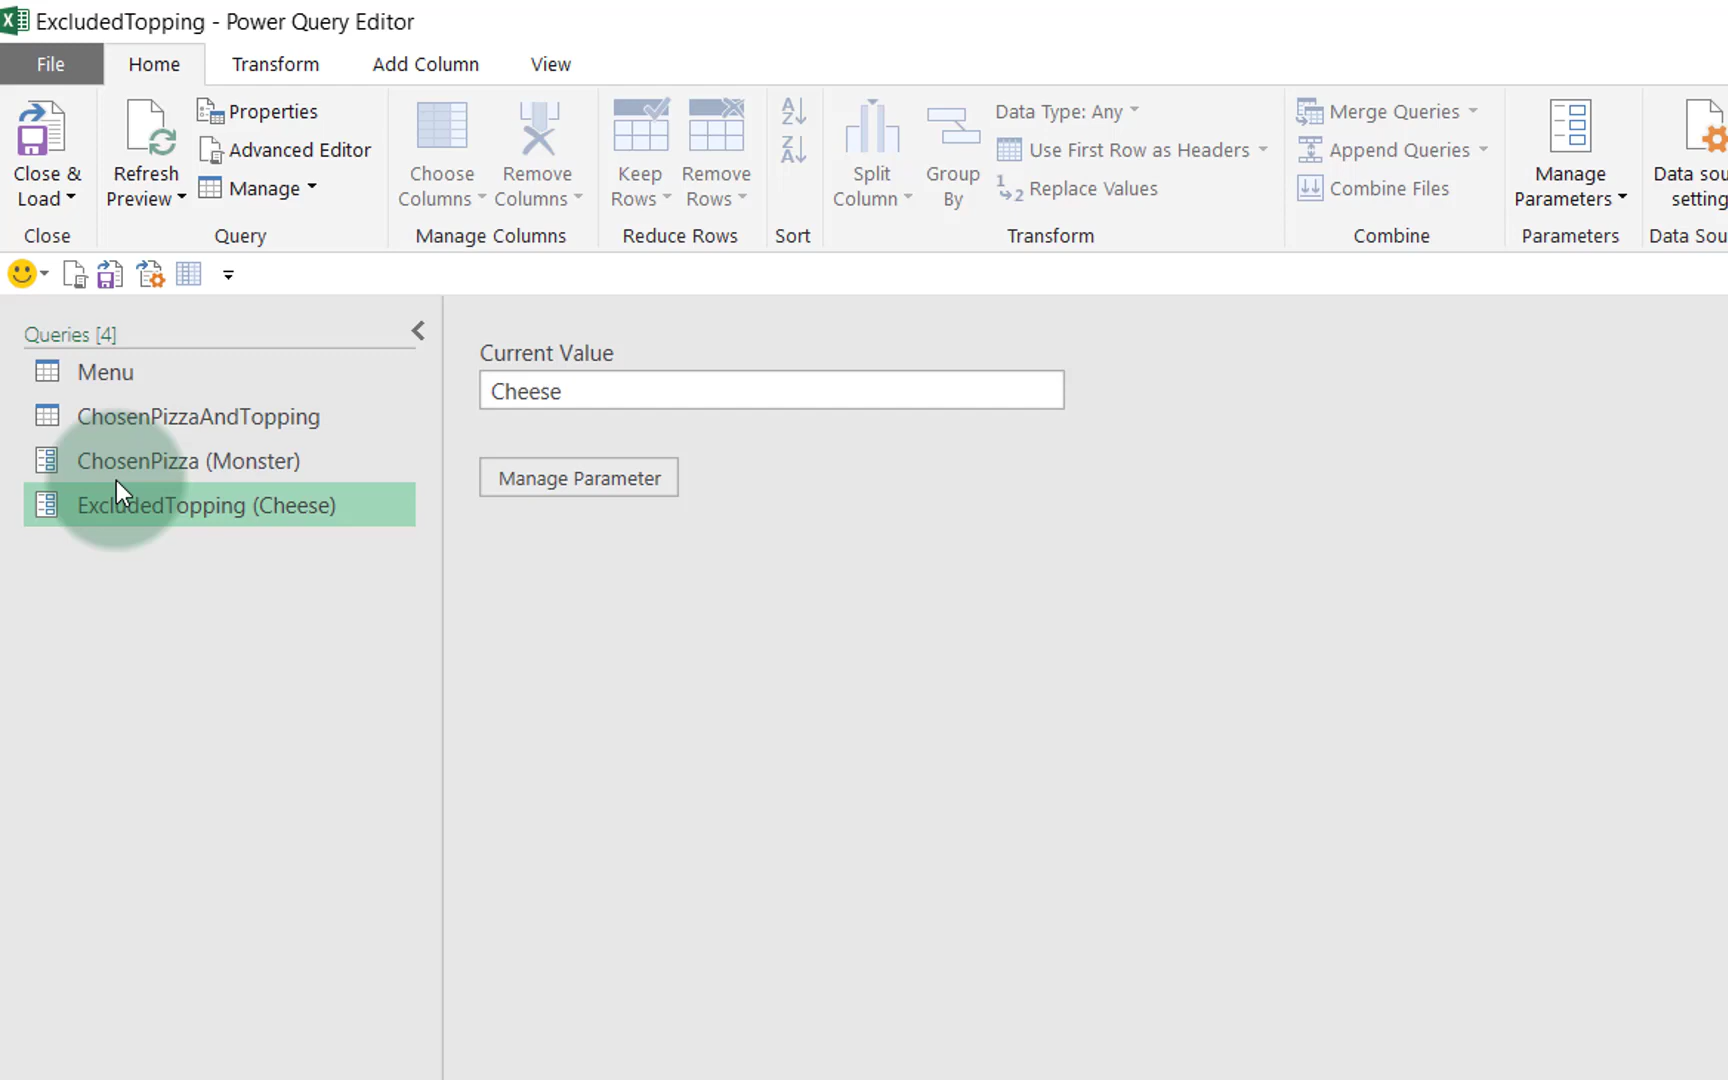 ExcludedTopping - Power Query Editor
File Home Transform Add Column View
Close & Load
Refresh Preview
Properties
Advanced Editor
Manage
Choose Columns
Remove Columns
Keep Rows
Remove Rows
A
Z
Z
A
Split Column
Group By
Data Type: Any
Use First Row as Headers
1
2 Replace Values
Merge Queries
Append Queries
Combine Files
Manage Parameters
Data sou
setting
Close Query Manage Columns Reduce Rows Sort Transform Combine Parameters Data Sou
Queries [4]
Menu
ChosenPizzaAndTopping
ChosenPizza (Monster)
ExcludedTopping (Cheese)
Current Value
Cheese
Manage Parameter